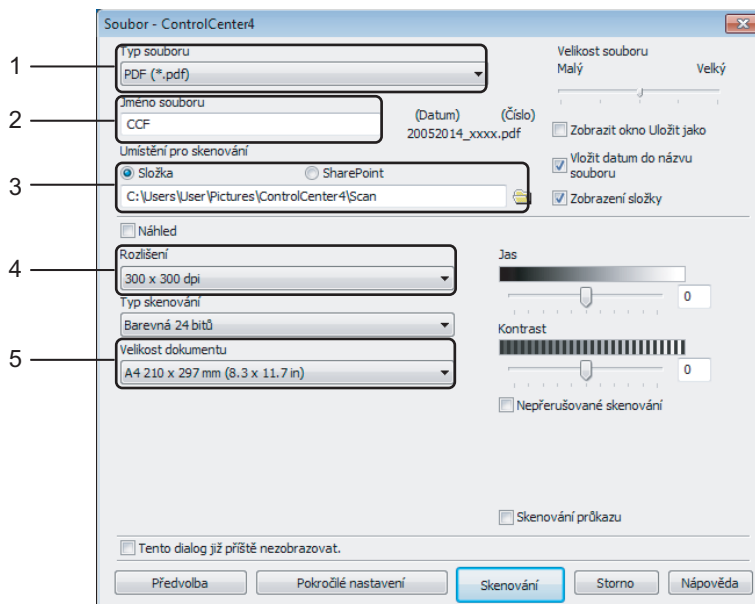 Soubor - ControlCenter4
1
Typ souboru
PDF (*.pdf)
Velikost souboru
Malý Velký
2
Jméno souboru
CCF
(Datum) (Číslo)
20052014_xxxx.pdf
Zobrazit okno Uložit jako
Vložit datum do názvu
souboru
Zobrazení složky
Umístění pro skenování
3
Složka SharePoint
C:\Users\User\Pictures\ControlCenter4\Scan
Náhled
4
Rozlišení
300 x 300 dpi
Typ skenování
Barevná 24 bitů
5
Velikost dokumentu
A4 210 x 297 mm (8.3 x 11.7 in)
Jas
0
Kontrast
0
Nepřerušované skenování
Skenování průkazu
Tento dialog již příště nezobrazovat.
Předvolba Pokročilé nastavení Skenování Storno Nápověda